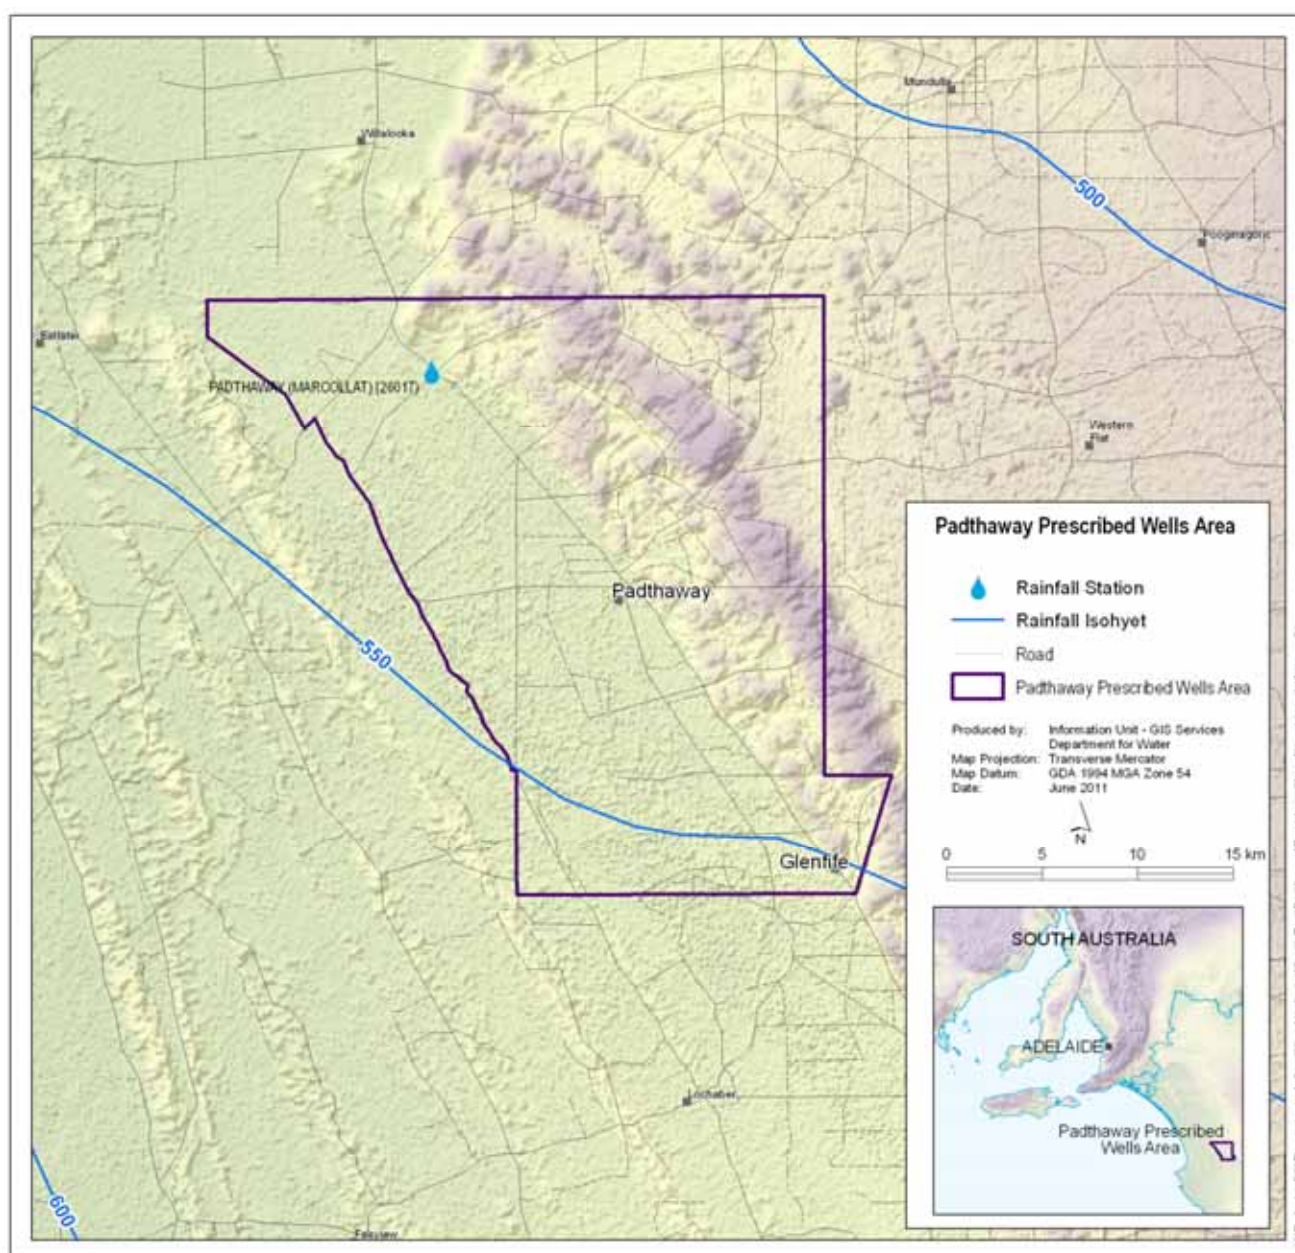 Mundulla
Willalooka
500
Pooginagoric
PADTHAWAY (MAROOLLAT) [26017]
Western
Flat
Padthaway Prescribed Wells Area
Rainfall Station
Rainfall Isohyet
Road
Padthaway Prescribed Wells Area
Padthaway
550
Produced by: Information Unit - GIS Services
Department for Water
Map Projection: Transverse Mercator
Map Datum: GDA 1994 MGA Zone 54
Date: June 2011
N
0 5 10 15 km
Glenfife
SOUTH AUSTRALIA
ADELAIDE
Padthaway Prescribed
Wells Area
Lochaber
600